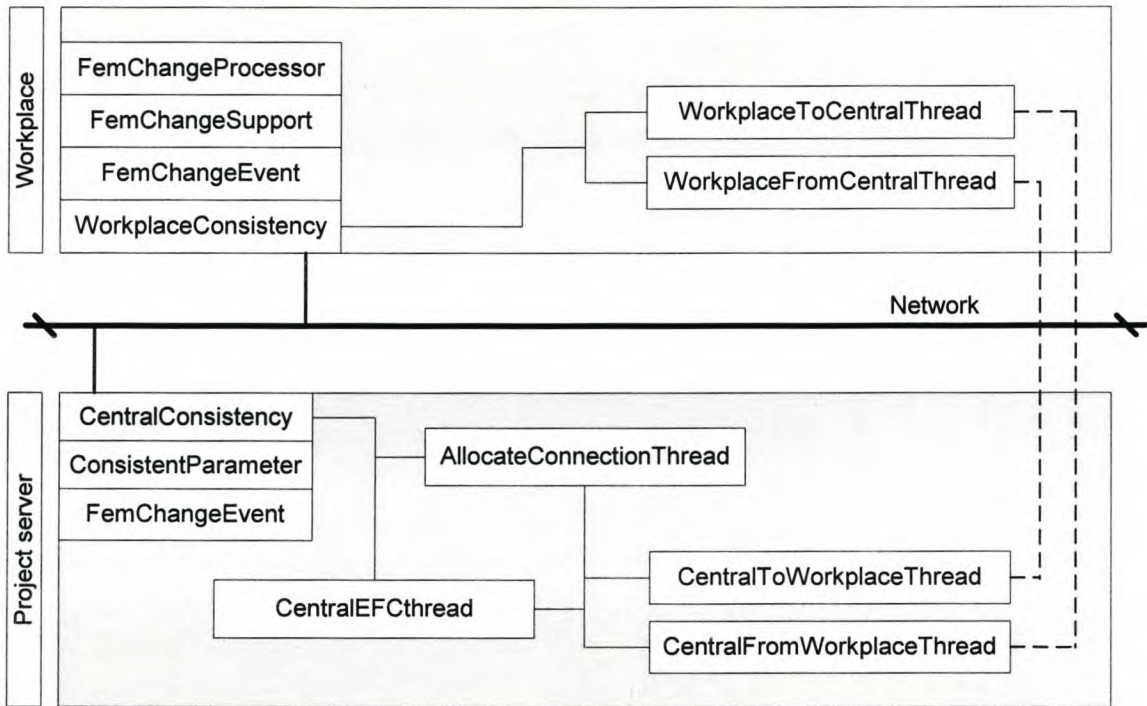 Workplace
FemChangeProcessor
FemChangeSupport
FemChangeEvent
WorkplaceConsistency
WorkplaceToCentralThread
WorkplaceFromCentralThread
Network
Project server
CentralConsistency
ConsistentParameter
FemChangeEvent
AllocateConnectionThread
CentralEFCthread
CentralToWorkplaceThread
CentralFromWorkplaceThread